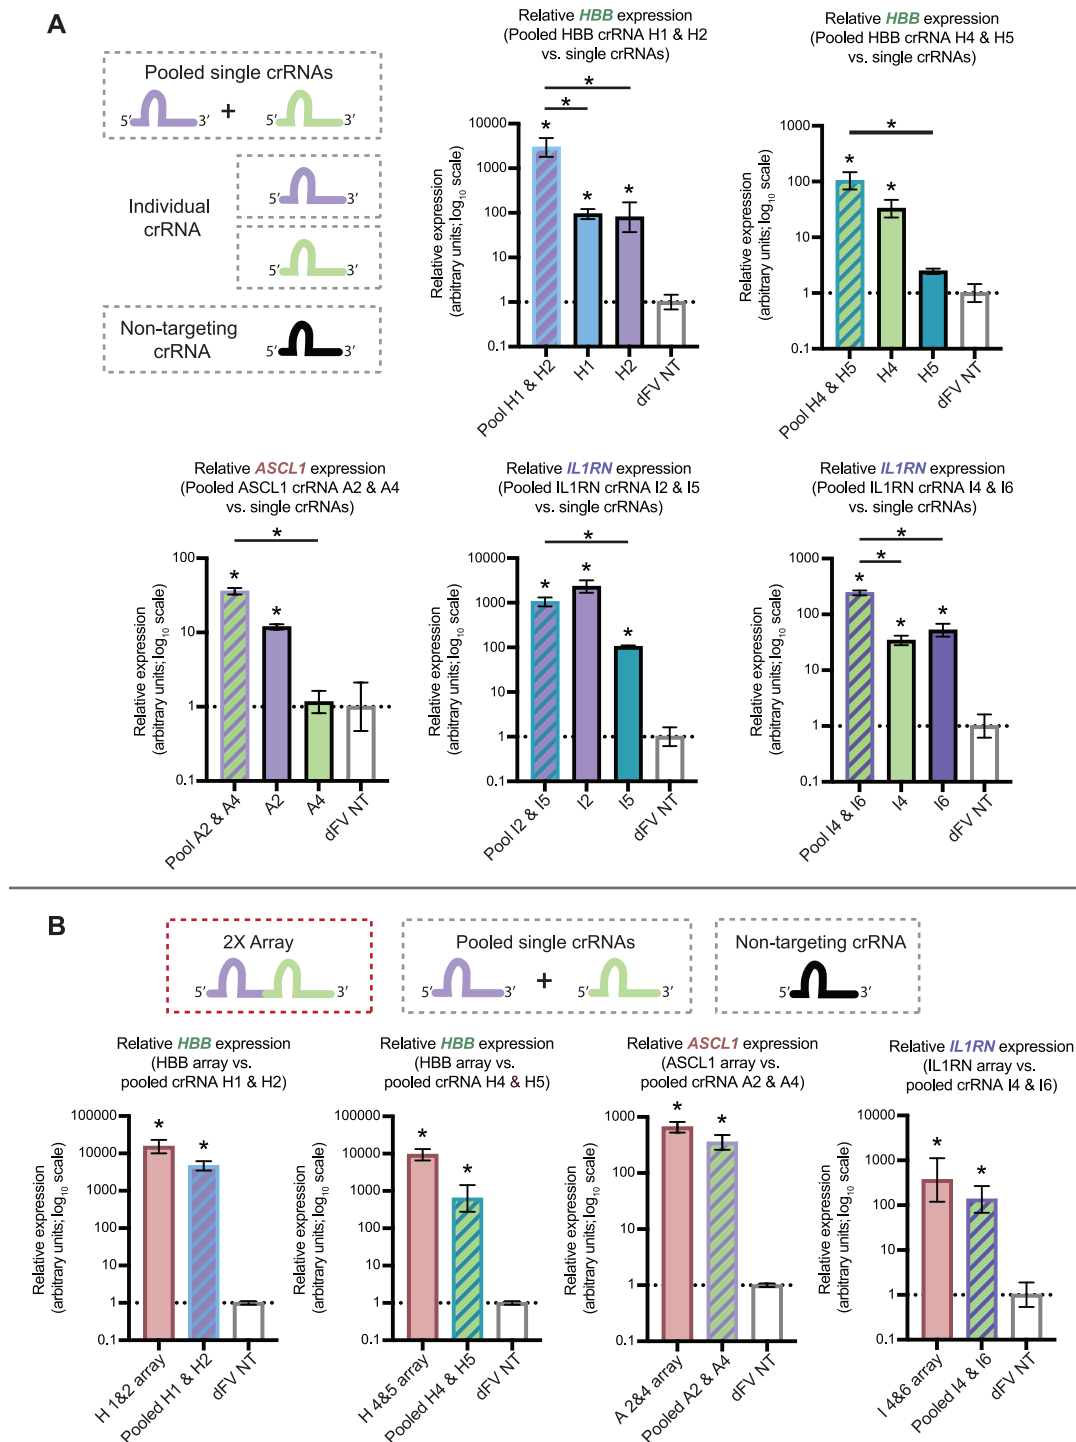 A
Pooled single crRNAs
5′ 3′ + 5′ 3′
Individual
crRNA
5′ 3′
5′ 3′
Non-targeting
crRNA
5′ 3′
Relative HBB expression
(Pooled HBB crRNA H1 & H2
vs. single crRNAs)
Relative expression
(arbitrary units; log₁₀ scale)
10000
1000
100
10
1
0.1
* * * * *
Pool H1 & H2
H1
H2
dFV NT
Relative HBB expression
(Pooled HBB crRNA H4 & H5
vs. single crRNAs)
Relative expression
(arbitrary units; log₁₀ scale)
1000
100
10
1
0.1
* * *
Pool H4 & H5
H4
H5
dFV NT
Relative ASCL1 expression
(Pooled ASCL1 crRNA A2 & A4
vs. single crRNAs)
Relative expression
(arbitrary units; log₁₀ scale)
100
10
1
0.1
* * *
Pool A2 & A4
A2
A4
dFV NT
Relative IL1RN expression
(Pooled IL1RN crRNA I2 & I5
vs. single crRNAs)
Relative expression
(arbitrary units; log₁₀ scale)
10000
1000
100
10
1
0.1
* * * *
Pool I2 & I5
I2
I5
dFV NT
Relative IL1RN expression
(Pooled IL1RN crRNA I4 & I6
vs. single crRNAs)
Relative expression
(arbitrary units; log₁₀ scale)
1000
100
10
1
0.1
* * * * *
Pool I4 & I6
I4
I6
dFV NT
B
2X Array
5′ 3′
Pooled single crRNAs
5′ 3′ + 5′ 3′
Non-targeting crRNA
5′ 3′
Relative HBB expression
(HBB array vs.
pooled crRNA H1 & H2)
Relative expression
(arbitrary units; log₁₀ scale)
100000
10000
1000
100
10
1
0.1
* *
H 1&2 array
Pooled H1 & H2
dFV NT
Relative HBB expression
(HBB array vs.
pooled crRNA H4 & H5)
Relative expression
(arbitrary units; log₁₀ scale)
100000
10000
1000
100
10
1
0.1
* *
H 4&5 array
Pooled H4 & H5
dFV NT
Relative ASCL1 expression
(ASCL1 array vs.
pooled crRNA A2 & A4)
Relative expression
(arbitrary units; log₁₀ scale)
1000
100
10
1
0.1
* *
A 2&4 array
Pooled A2 & A4
dFV NT
Relative IL1RN expression
(IL1RN array vs.
pooled crRNA I4 & I6)
Relative expression
(arbitrary units; log₁₀ scale)
10000
1000
100
10
1
0.1
* *
I 4&6 array
Pooled I4 & I6
dFV NT